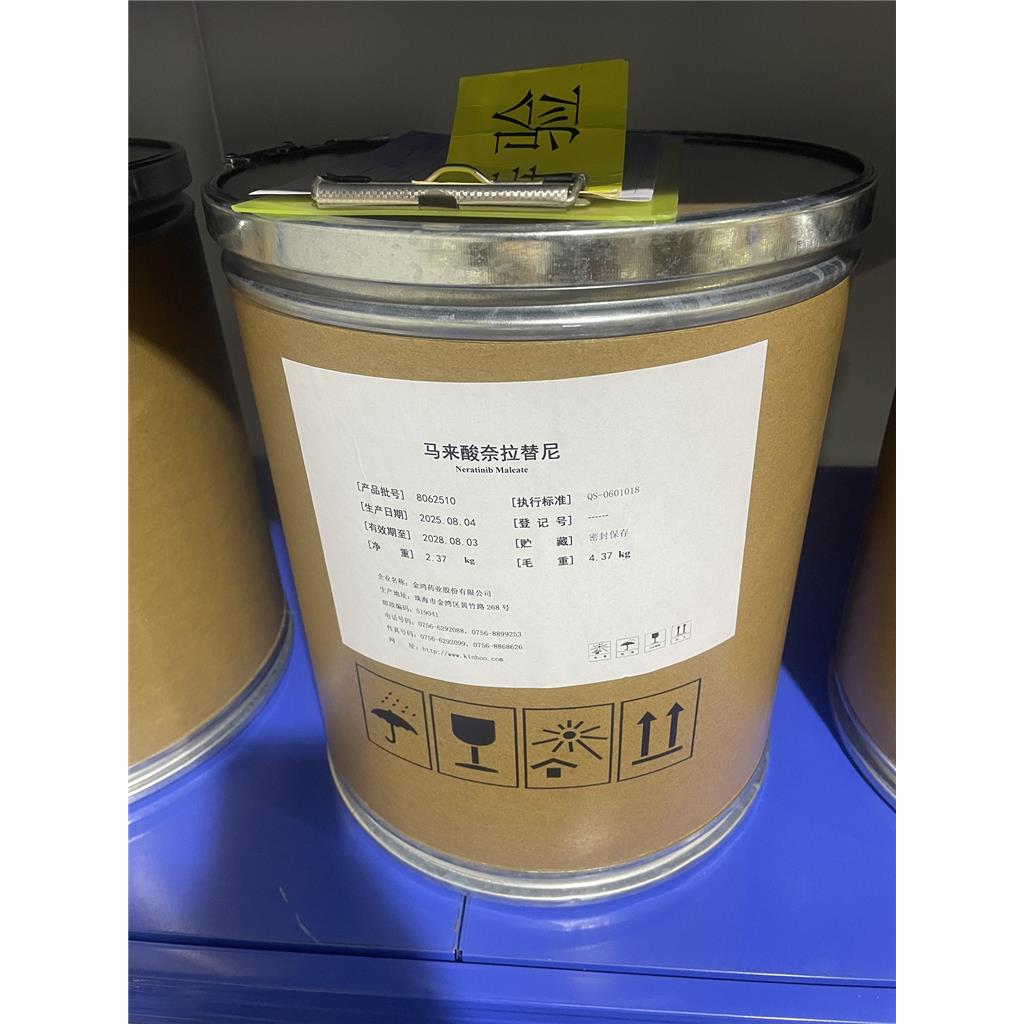 验
马来酸奈拉替尼
Neratinib Maleate
[产品批号] 8062510 [执行标准] QS-0601018
[生产日期] 2025.08.04 [登 记 号] ------
[有效期至] 2028.08.03 [贮 藏] 密封保存
[净 重] 2.37 kg [毛 重] 4.37 kg
企业名称：金鸿药业股份有限公司
生产地址：珠海市金湾区黄竹路 268 号
邮政编码：519041
电话号码：0756-6292088，0756-8899253
传真号码：0756-6292099，0756-8868626
网 址：http://www.kinhoo.com